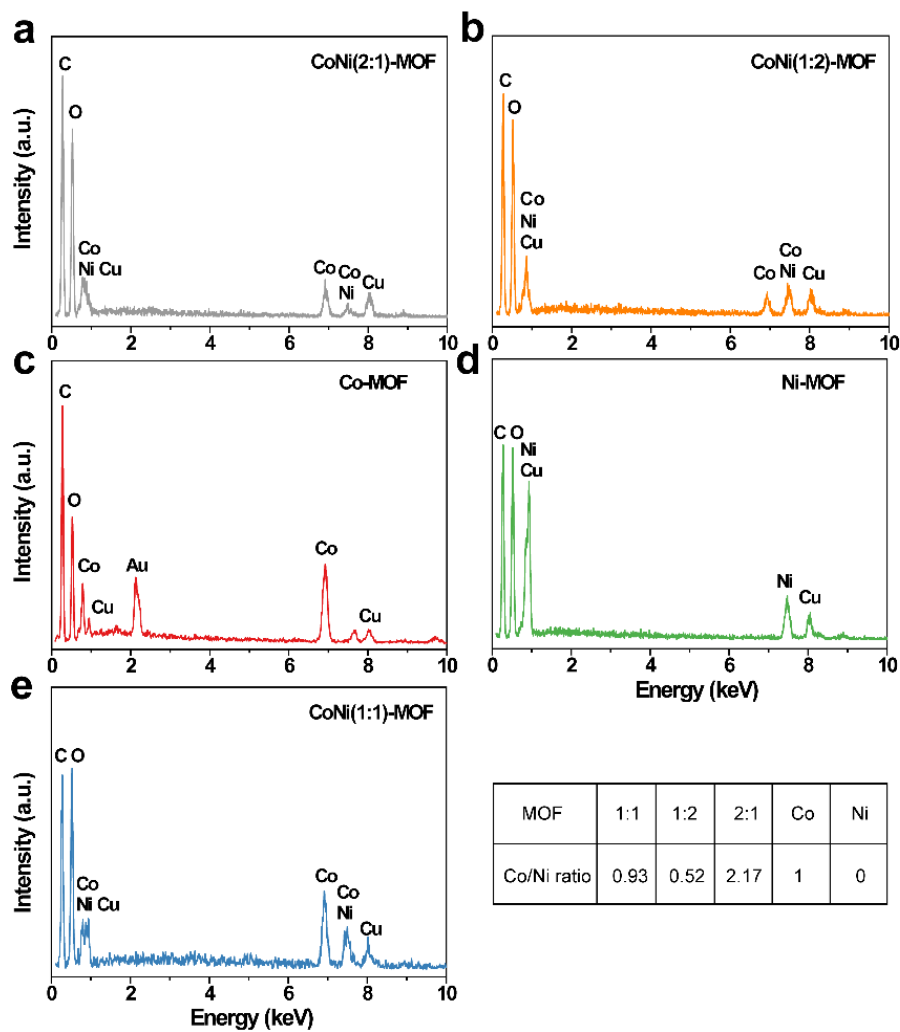 a
CoNi(2:1)-MOF
C
O
Co
Ni Cu
Co
Co
Ni
Cu
Intensity (a.u.)
0 2 4 6 8 10
b
CoNi(1:2)-MOF
C
O
Co
Ni
Cu
Co
Co
Ni
Cu
Intensity (a.u.)
0 2 4 6 8 10
c
Co-MOF
C
O
Co
Cu
Au
Co
Cu
Intensity (a.u.)
0 2 4 6 8 10
d
Ni-MOF
C O
Ni
Cu
Ni
Cu
Intensity (a.u.)
0 2 4 6 8 10
Energy (keV)
e
CoNi(1:1)-MOF
C O
Co
Ni Cu
Co
Co
Ni
Cu
Intensity (a.u.)
0 2 4 6 8 10
Energy (keV)
MOF 1:1 1:2 2:1 Co Ni
Co/Ni ratio 0.93 0.52 2.17 1 0